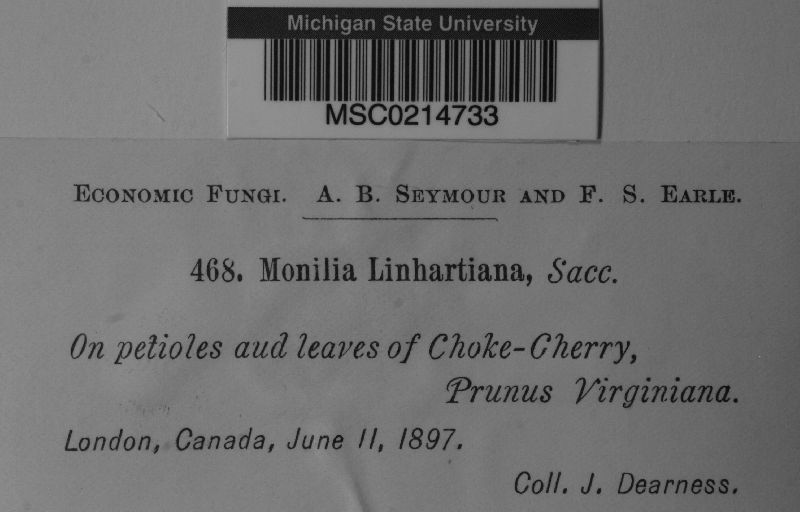 Michigan State University
MSC0214733
Economic Fungi. A. B. Seymour and F. S. Earle.
468. Monilia Linhartiana, Sacc.
On petioles aud leaves of Choke-Cherry,
Prunus Virginiana.
London, Canada, June 11, 1897.
Coll. J. Dearness.